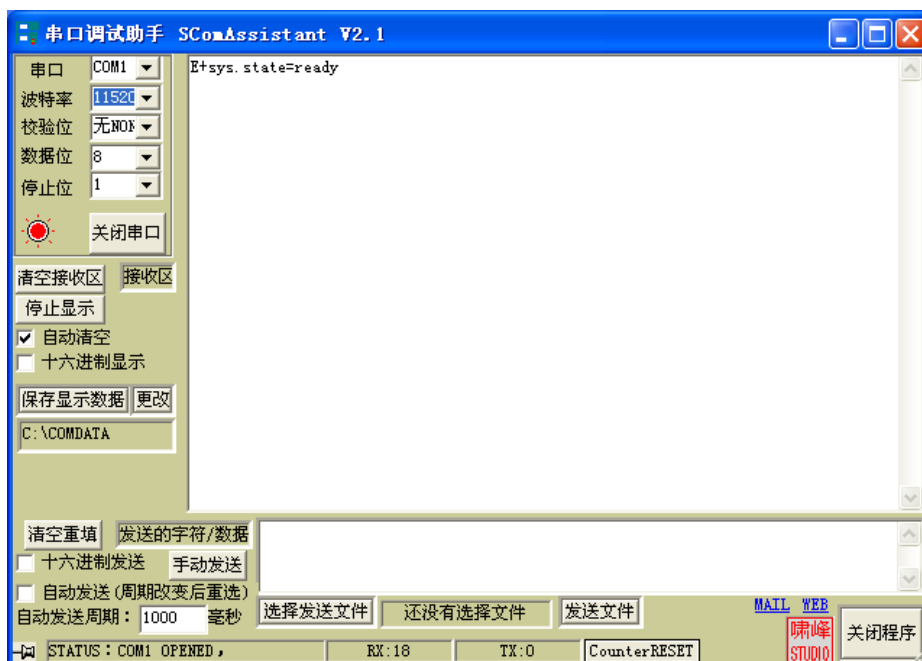 串口调试助手 SComAssistant V2.1
串口 COM1
波特率 11520
校验位 无NON
数据位 8
停止位 1
关闭串口
E+sys.state=ready
清空接收区 接收区
停止显示
自动清空
十六进制显示
保存显示数据 更改
C:\COMDATA
清空重填 发送的字符/数据
十六进制发送 手动发送
自动发送(周期改变后重选)
自动发送周期: 1000 毫秒 选择发送文件 还没有选择文件 发送文件
MAIL WEB
啸峰
STUDIO
关闭程序
STATUS:COM1 OPENED, RX:18 TX:0 CounterRESET